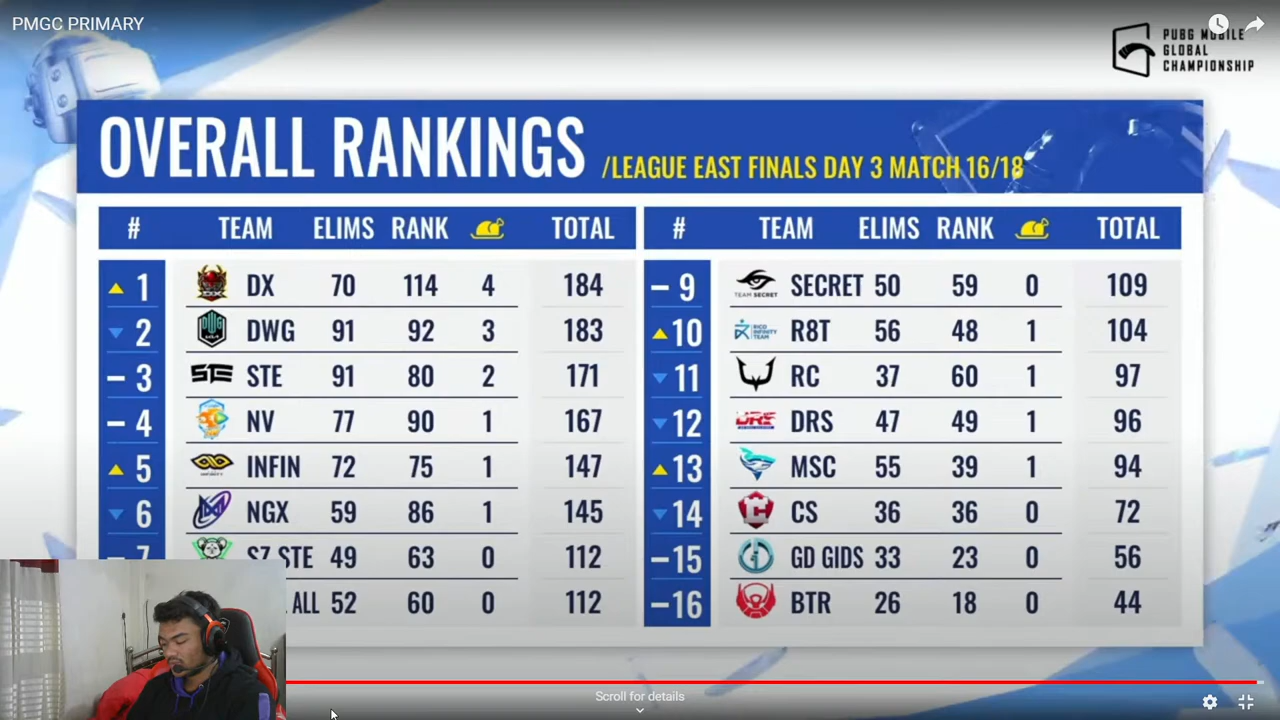 PMGC PRIMARY
PUBG MOBILE
GLOBAL
CHAMPIONSHIP
OVERALL RANKINGS /LEAGUE EAST FINALS DAY 3 MATCH 16/18
# TEAM ELIMS RANK TOTAL
1 DX 70 114 4 184
2 DWG 91 92 3 183
3 STE 91 80 2 171
4 NV 77 90 1 167
5 INFIN 72 75 1 147
6 NGX 59 86 1 145
7 S7 STE 49 63 0 112
ALL 52 60 0 112
# TEAM ELIMS RANK TOTAL
9 TEAM SECRET SECRET 50 59 0 109
10 R8T 56 48 1 104
11 RC 37 60 1 97
12 DRS 47 49 1 96
13 MSC 55 39 1 94
14 CS 36 36 0 72
15 GD GIDS 33 23 0 56
16 BTR 26 18 0 44
Scroll for details